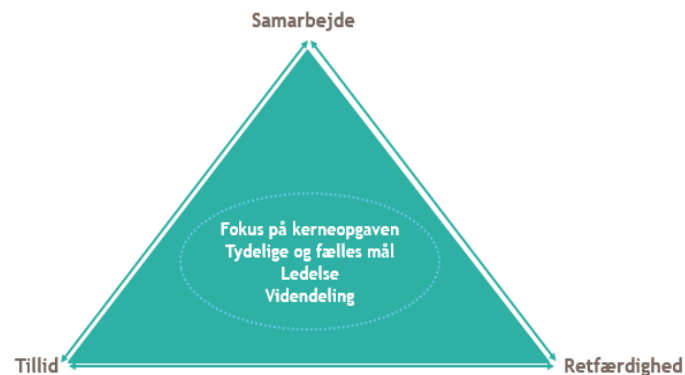 Samarbejde
Fokus på kerneopgaven
Tydelige og fælles mål
Ledelse
Videndeling
Tillid
Retfærdighed